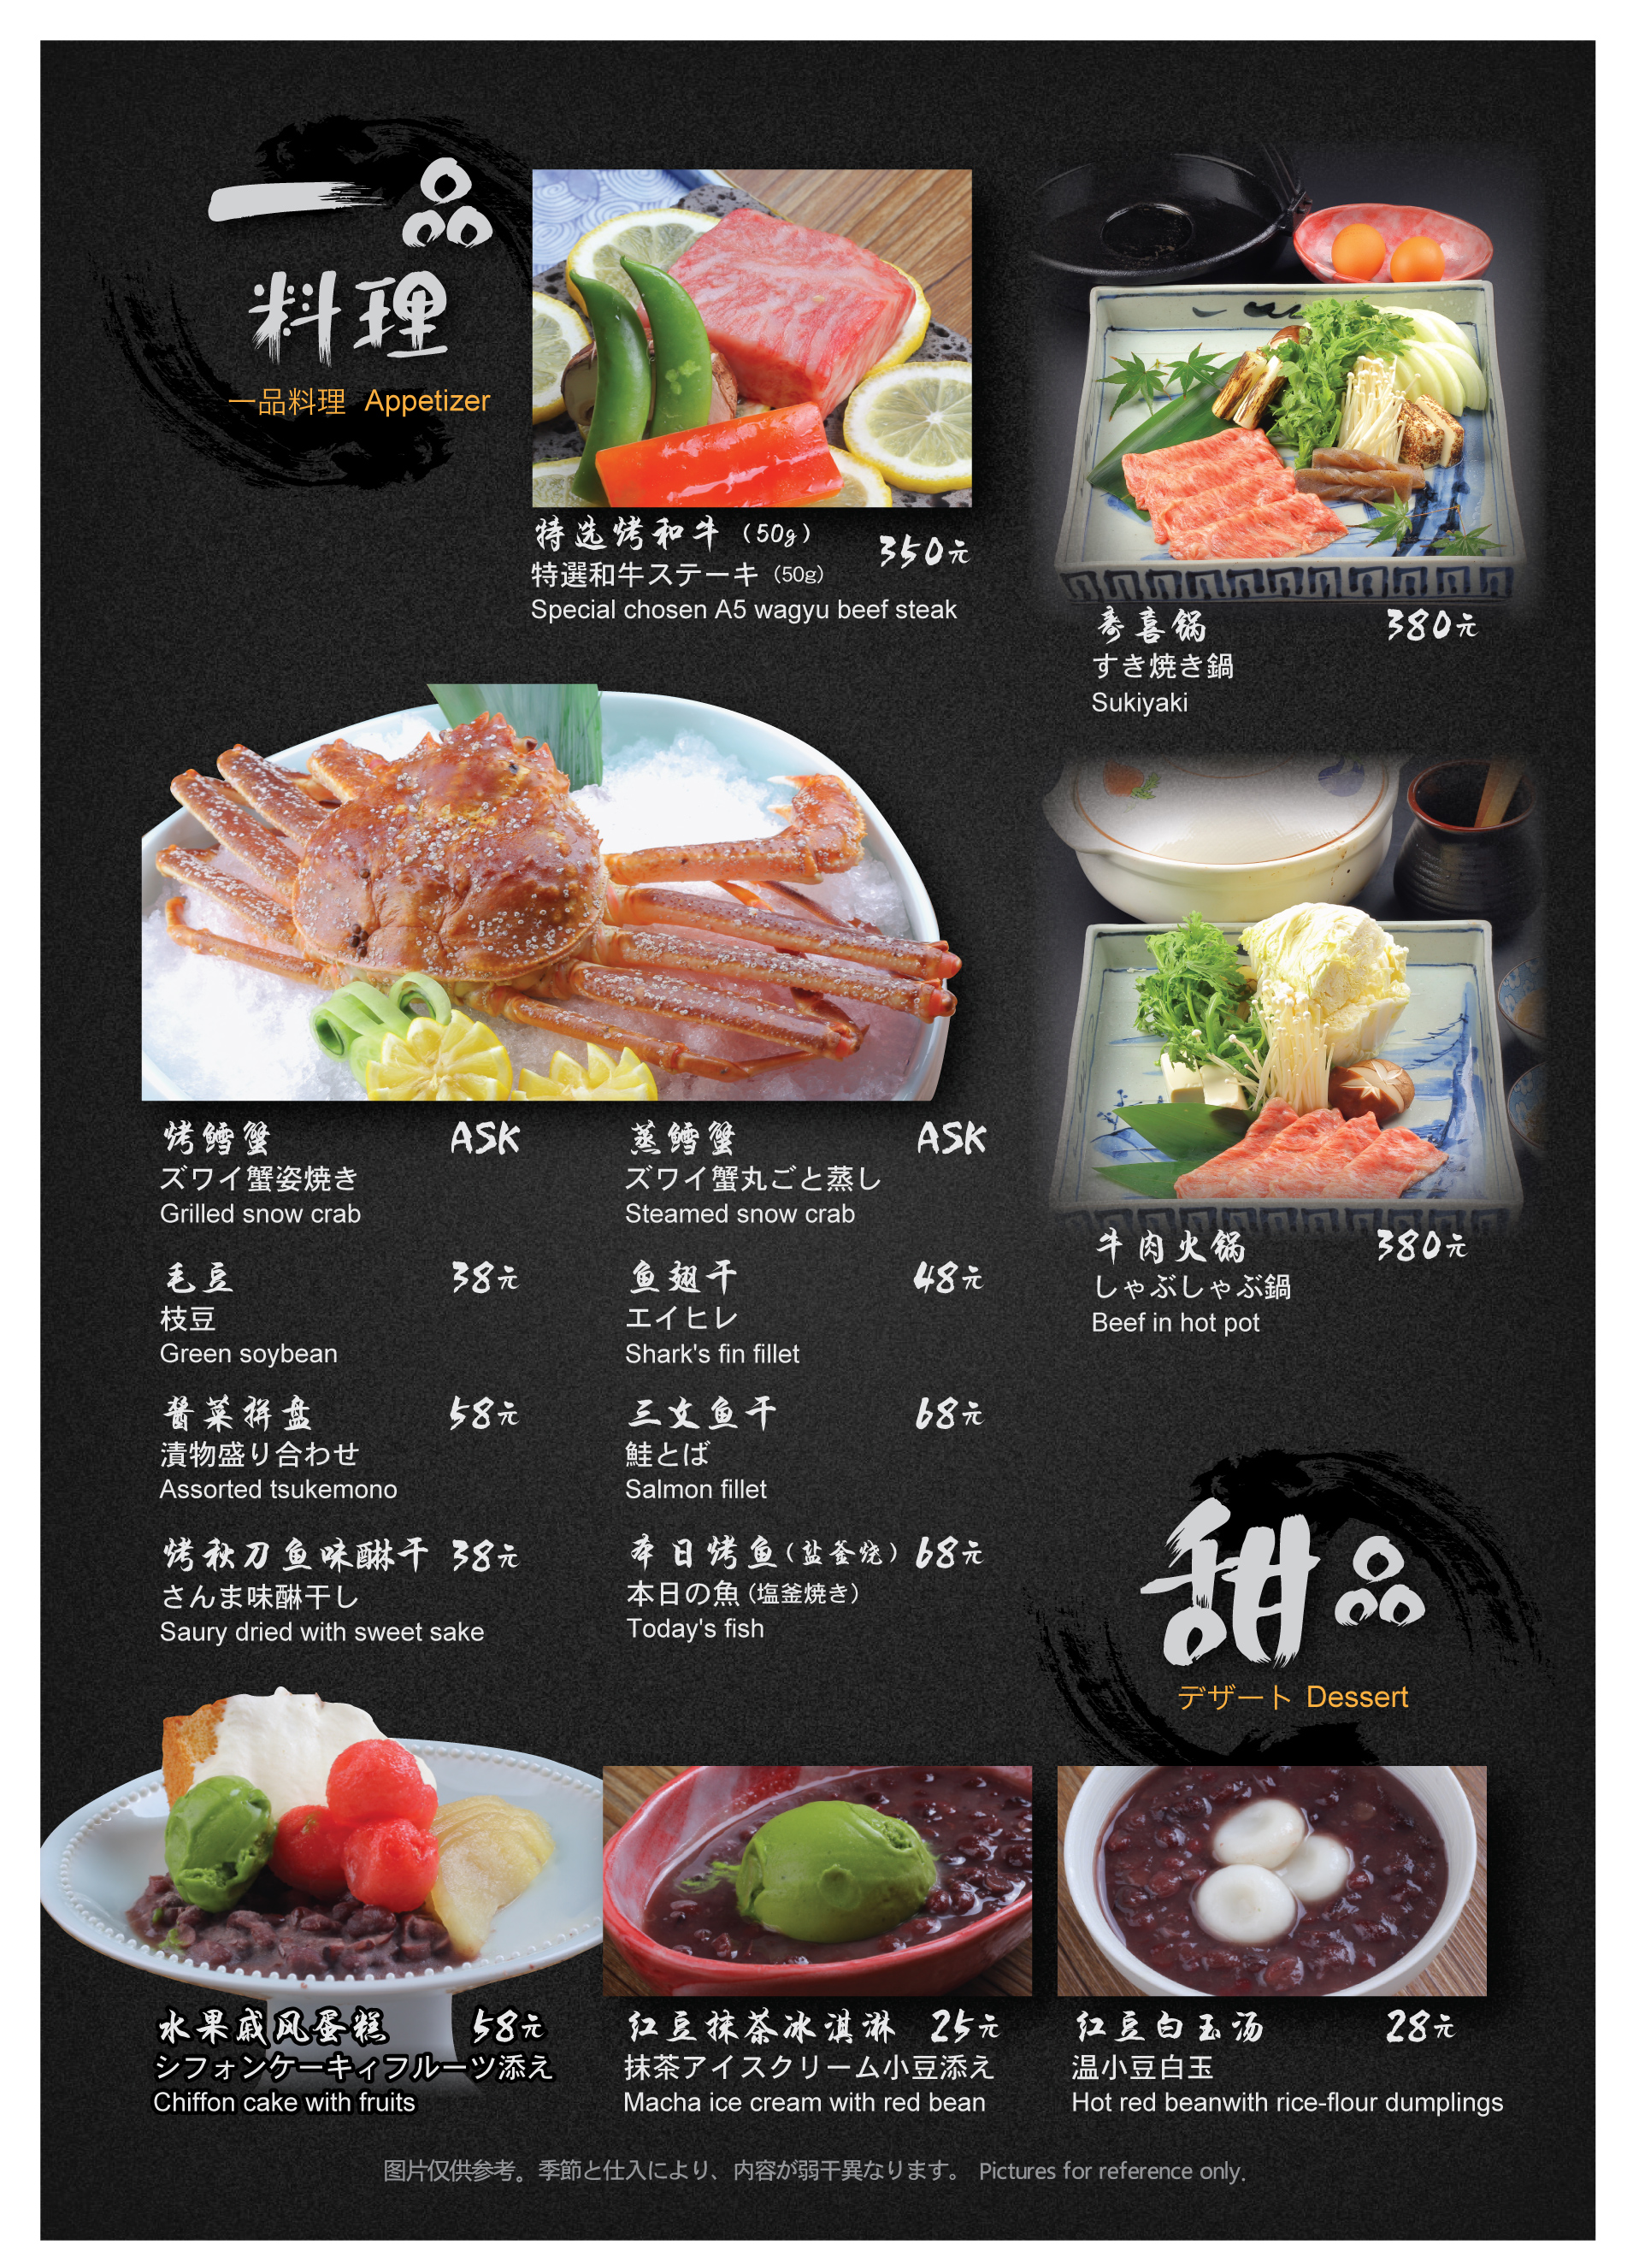 一品
料理
一品料理 Appetizer
特选烤和牛（50g） 350元
特選和牛ステーキ（50g）
Special chosen A5 wagyu beef steak
寿喜锅 380元
すき焼き鍋
Sukiyaki
烤鳕蟹 ASK
ズワイ蟹姿焼き
Grilled snow crab
蒸鳕蟹 ASK
ズワイ蟹丸ごと蒸し
Steamed snow crab
牛肉火锅 380元
しゃぶしゃぶ鍋
Beef in hot pot
毛豆 38元
枝豆
Green soybean
鱼翅干 48元
エイヒレ
Shark's fin fillet
酱菜拼盘 58元
漬物盛り合わせ
Assorted tsukemono
三文鱼干 68元
鮭とば
Salmon fillet
烤秋刀鱼味醂干 38元
さんま味醂干し
Saury dried with sweet sake
本日烤鱼（盐釜烧） 68元
本日の魚（塩釜焼き）
Today's fish
甜品
デザート Dessert
水果戚风蛋糕 58元
シフォンケーキィフルーツ添え
Chiffon cake with fruits
红豆抹茶冰淇淋 25元
抹茶アイスクリーム小豆添え
Macha ice cream with red bean
红豆白玉汤 28元
温小豆白玉
Hot red beanwith rice-flour dumplings
图片仅供参考。季節と仕入により、内容が弱干異なります。 Pictures for reference only.